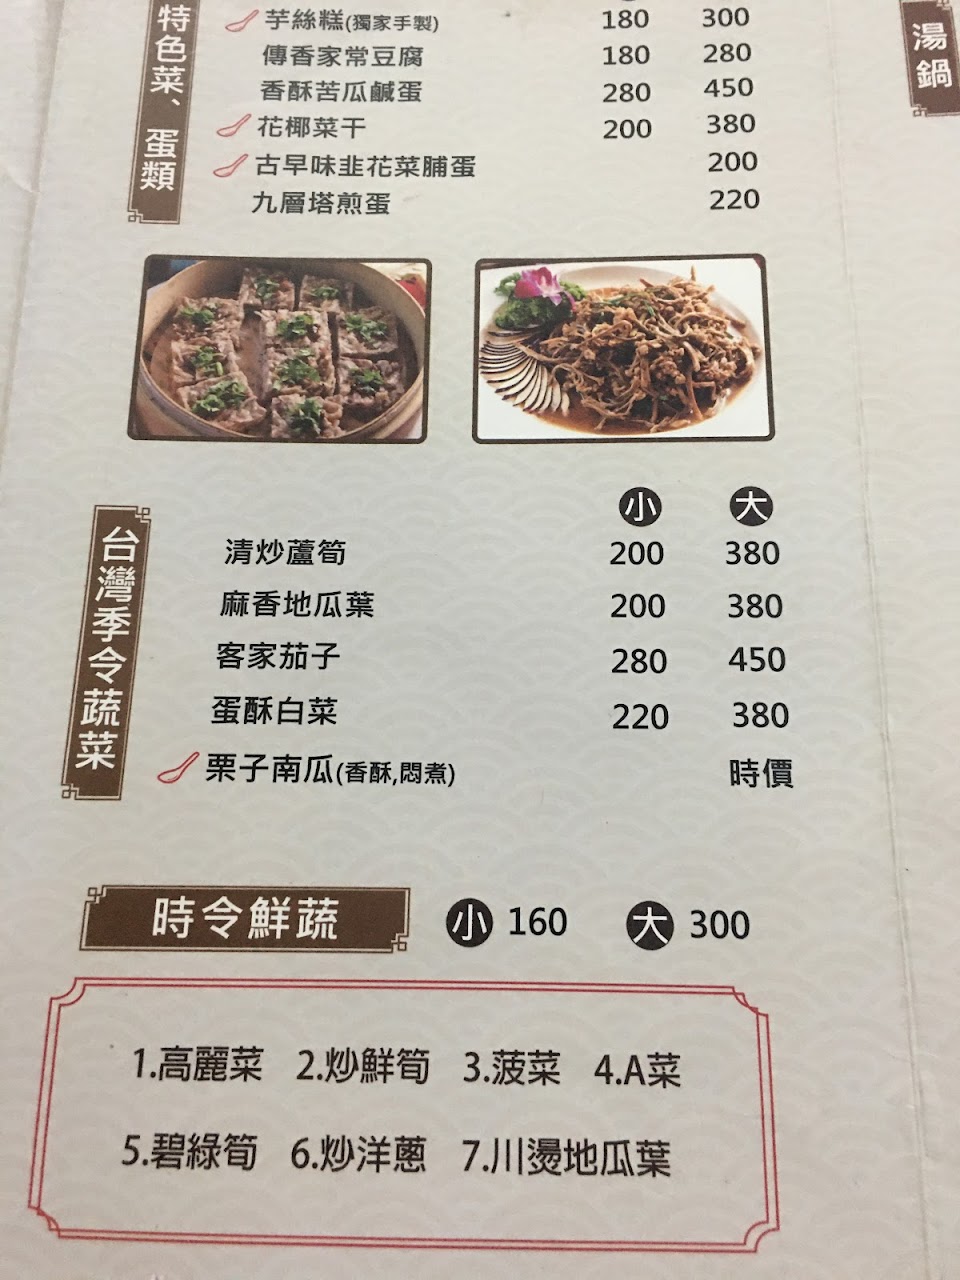 特色菜、蛋類
芋絲糕(獨家手製) 180 300
傳香家常豆腐 180 280
香酥苦瓜鹹蛋 280 450
花椰菜干 200 380
古早味韭花菜脯蛋 200
九層塔煎蛋 220
湯鍋
台灣季令蔬菜
小 大
清炒蘆筍 200 380
麻香地瓜葉 200 380
客家茄子 280 450
蛋酥白菜 220 380
栗子南瓜(香酥,悶煮) 時價
時令鮮蔬 小 160 大 300
1.高麗菜 2.炒鮮筍 3.菠菜 4.A菜
5.碧綠筍 6.炒洋蔥 7.川燙地瓜葉